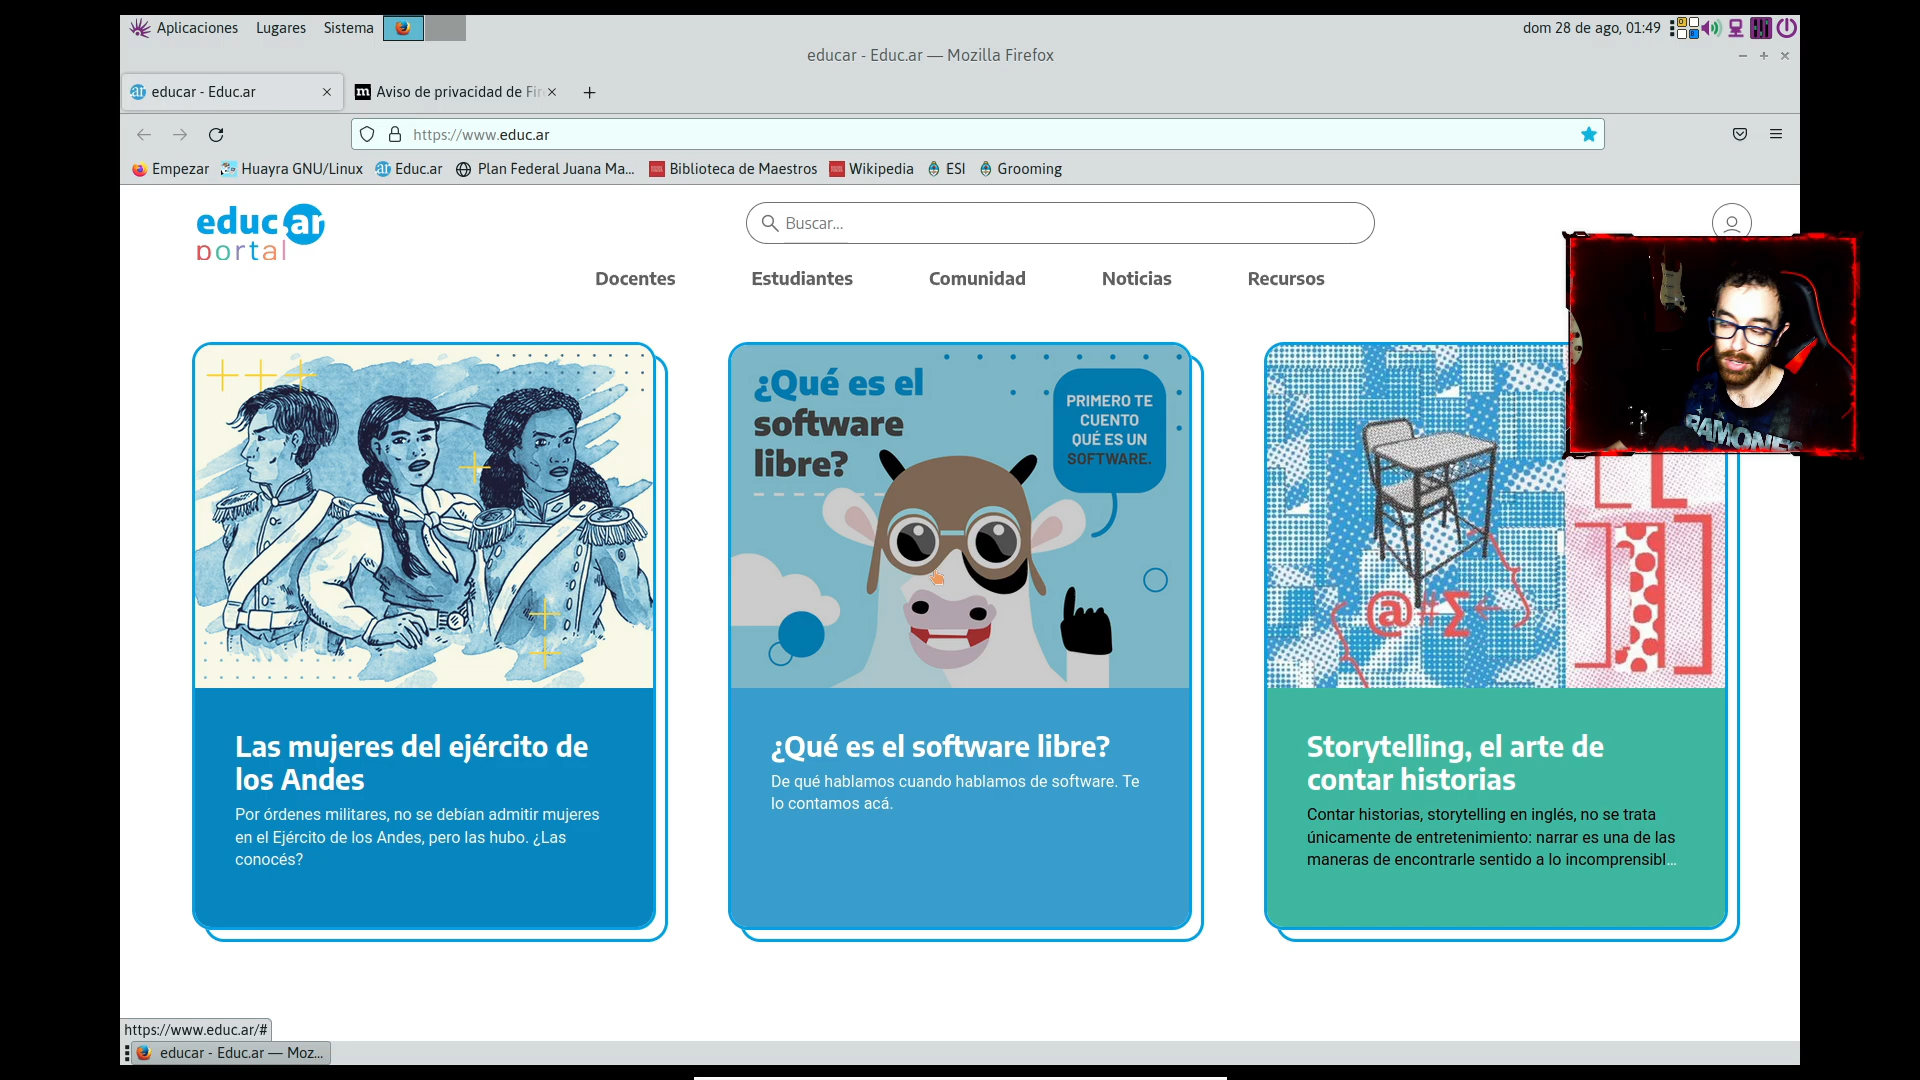 Aplicaciones Lugares Sistema
dom 28 de ago, 01:49
educar - Educ.ar — Mozilla Firefox
educar - Educ.ar
Aviso de privacidad de Fir
https://www.educ.ar
Empezar Huayra GNU/Linux Educ.ar Plan Federal Juana Ma... Biblioteca de Maestros Wikipedia ESI Grooming
educ.ar
portal
Buscar...
Docentes Estudiantes Comunidad Noticias Recursos
¿Qué es el
software
libre?
PRIMERO TE
CUENTO
QUÉ ES UN
SOFTWARE.
@#Σ←
RAMONES
Las mujeres del ejército de
los Andes
Por órdenes militares, no se debían admitir mujeres
en el Ejército de los Andes, pero las hubo. ¿Las
conocés?
¿Qué es el software libre?
De qué hablamos cuando hablamos de software. Te
lo contamos acá.
Storytelling, el arte de
contar historias
Contar historias, storytelling en inglés, no se trata
únicamente de entretenimiento: narrar es una de las
maneras de encontrarle sentido a lo incomprensibl...
https://www.educ.ar/#
educar - Educ.ar — Moz...